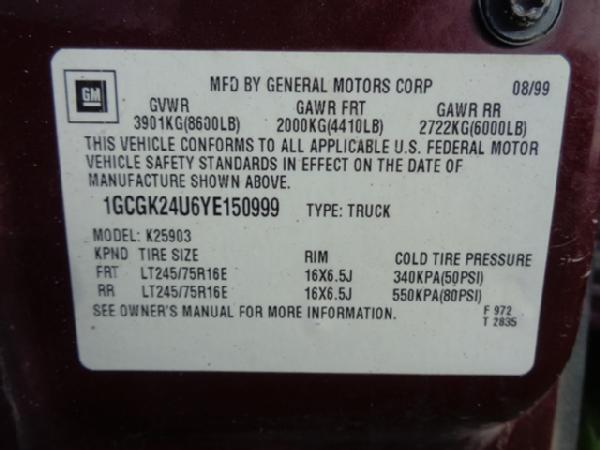 GM
MFD BY GENERAL MOTORS CORP 08/99
GVWR GAWR FRT GAWR RR
3901KG(8600LB) 2000KG(4410LB) 2722KG(6000LB)
THIS VEHICLE CONFORMS TO ALL APPLICABLE U.S. FEDERAL MOTOR
VEHICLE SAFETY STANDARDS IN EFFECT ON THE DATE OF
MANUFACTURE SHOWN ABOVE.
1GCGK24U6YE150999 TYPE: TRUCK
MODEL: K25903
KPND TIRE SIZE RIM COLD TIRE PRESSURE
FRT LT245/75R16E 16X6.5J 340KPA(50PSI)
RR LT245/75R16E 16X6.5J 550KPA(80PSI)
SEE OWNER'S MANUAL FOR MORE INFORMATION.
F 972
T 2835